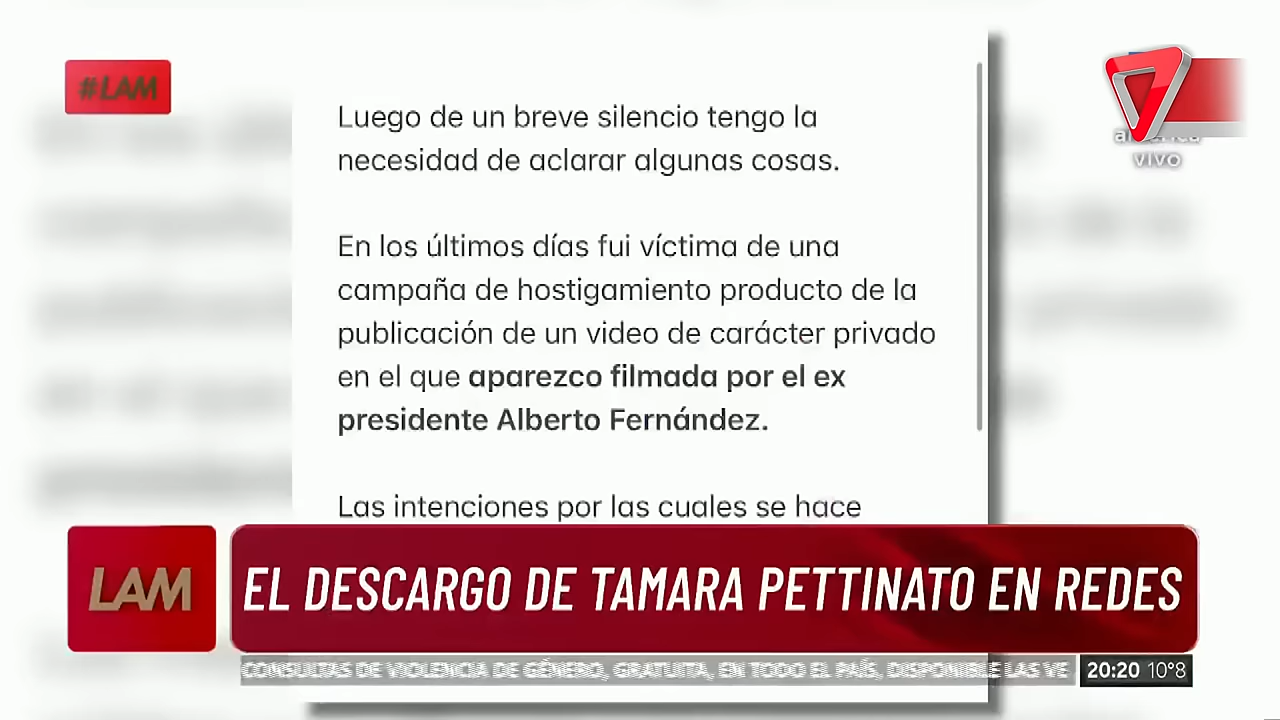 #LAM
vivo
Luego de un breve silencio tengo la
necesidad de aclarar algunas cosas.
En los últimos días fui víctima de una
campaña de hostigamiento producto de la
publicación de un video de carácter privado
en el que aparezco filmada por el ex
presidente Alberto Fernández.
Las intenciones por las cuales se hace
LAM
EL DESCARGO DE TAMARA PETTINATO EN REDES
CONSULTAS DE VIOLENCIA DE GÉNERO, GRATUITA, EN TODO EL PAÍS, DISPONIBLE LAS VE
20:20 10°8